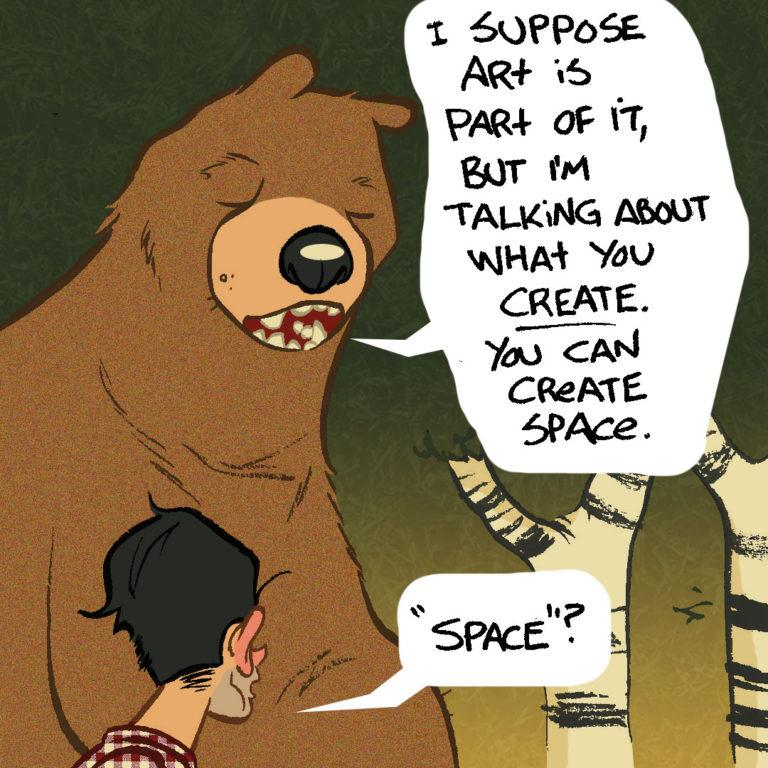 I SUPPOSE
ART IS
PART OF IT,
BUT I'M
TALKING ABOUT
WHAT YOU
CREATE.
YOU CAN
CREATE
SPACE.
"SPACE"?